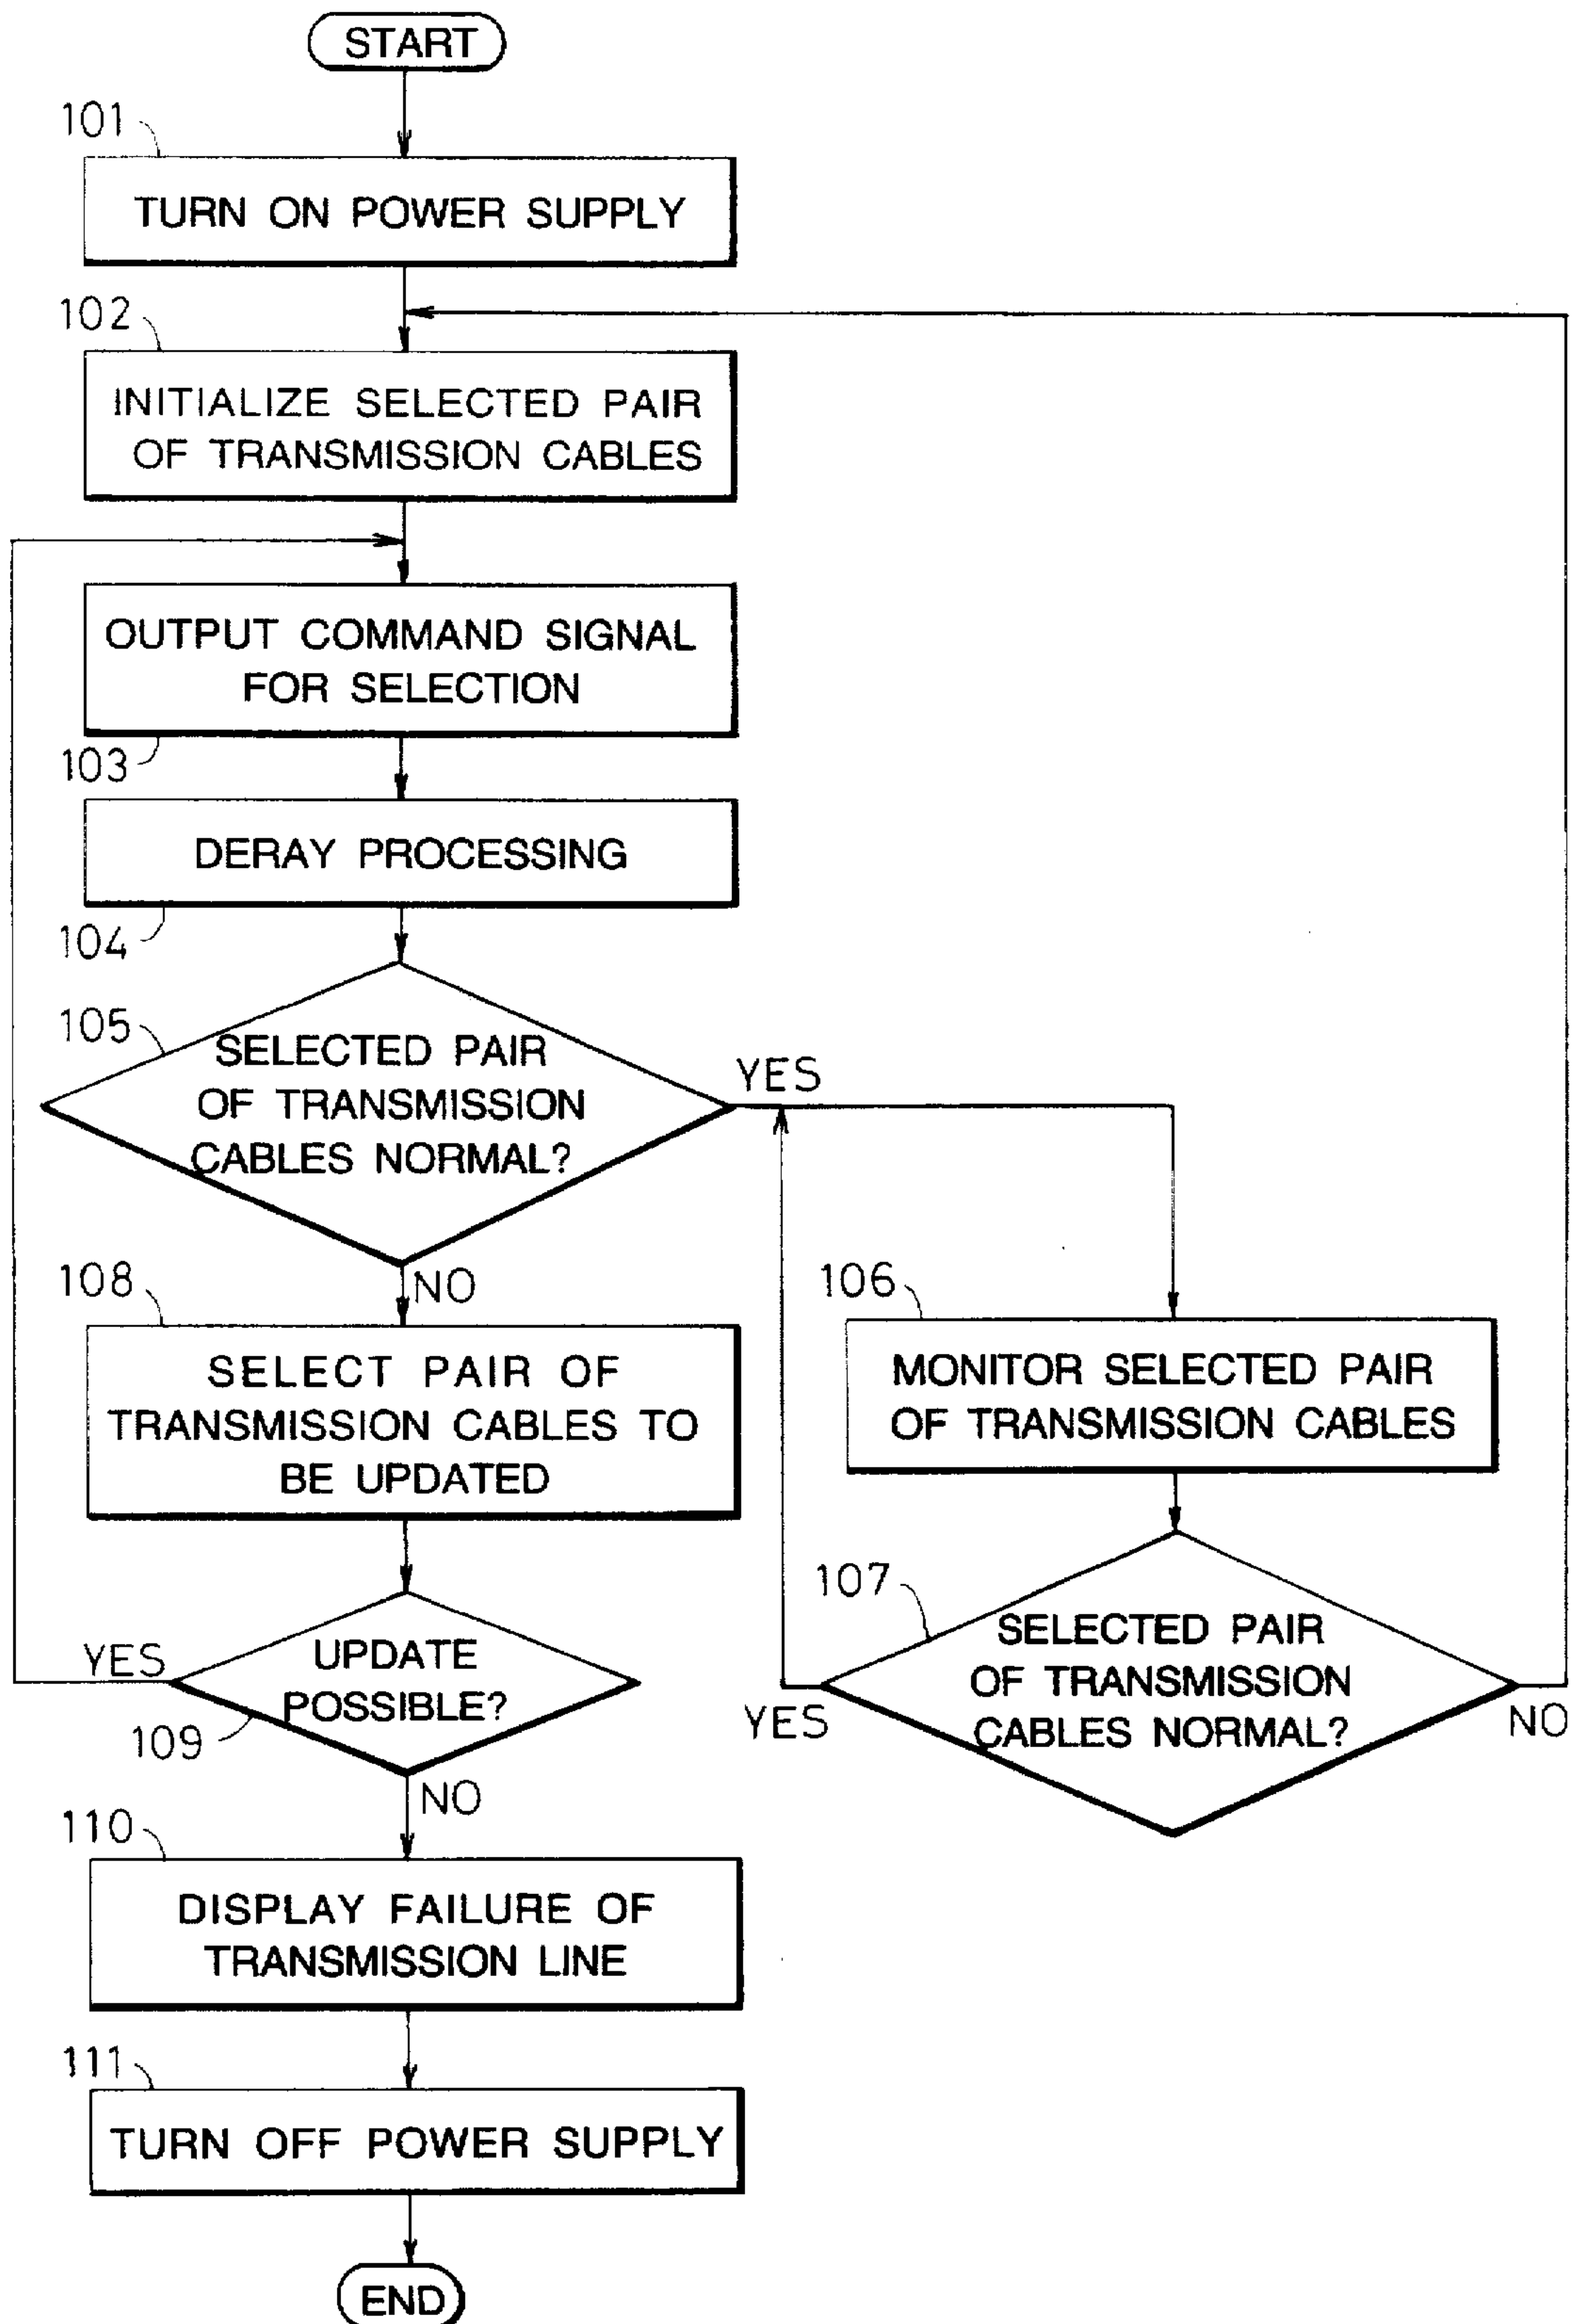 START
101
TURN ON POWER SUPPLY
102
INITIALIZE SELECTED PAIR
OF TRANSMISSION CABLES
OUTPUT COMMAND SIGNAL
FOR SELECTION
103
DERAY PROCESSING
104
105
SELECTED PAIR
OF TRANSMISSION
CABLES NORMAL?
YES
NO
108
SELECT PAIR OF
TRANSMISSION CABLES TO
BE UPDATED
106
MONITOR SELECTED PAIR
OF TRANSMISSION CABLES
107
SELECTED PAIR
OF TRANSMISSION
CABLES NORMAL?
YES
NO
YES
UPDATE
POSSIBLE?
109
NO
110
DISPLAY FAILURE OF
TRANSMISSION LINE
111
TURN OFF POWER SUPPLY
END